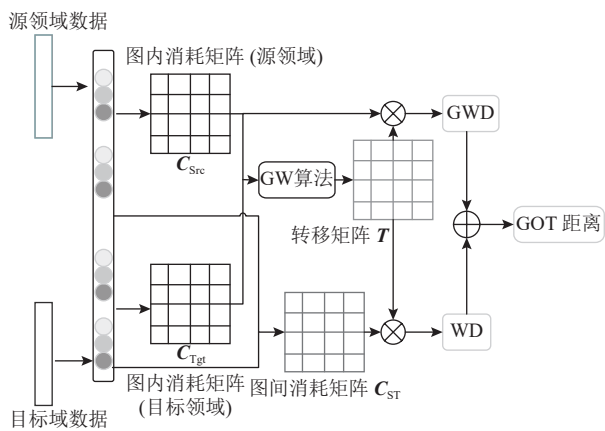 源领域数据
图内消耗矩阵 (源领域)
C_Src
GW算法
GWD
转移矩阵 T
GOT 距离
C_Tgt
WD
图内消耗矩阵
(目标领域)
图间消耗矩阵 C_ST
目标域数据